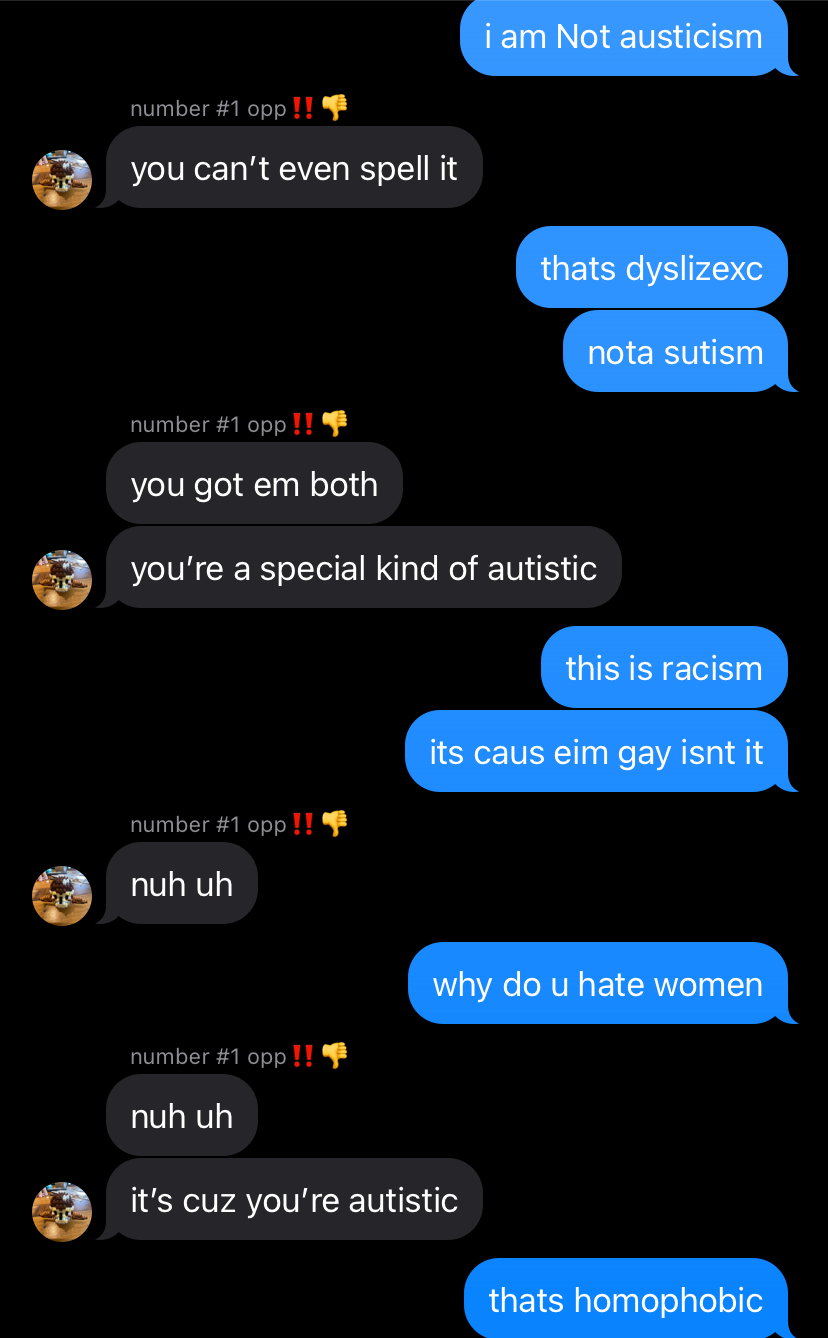 i am Not austicism
number #1 opp‼️👎
you can’t even spell it
thats dyslizexc
nota sutism
number #1 opp‼️👎
you got em both
you’re a special kind of autistic
this is racism
its caus eim gay isnt it
number #1 opp‼️👎
nuh uh
why do u hate women
number #1 opp‼️👎
nuh uh
it’s cuz you’re autistic
thats homophobic